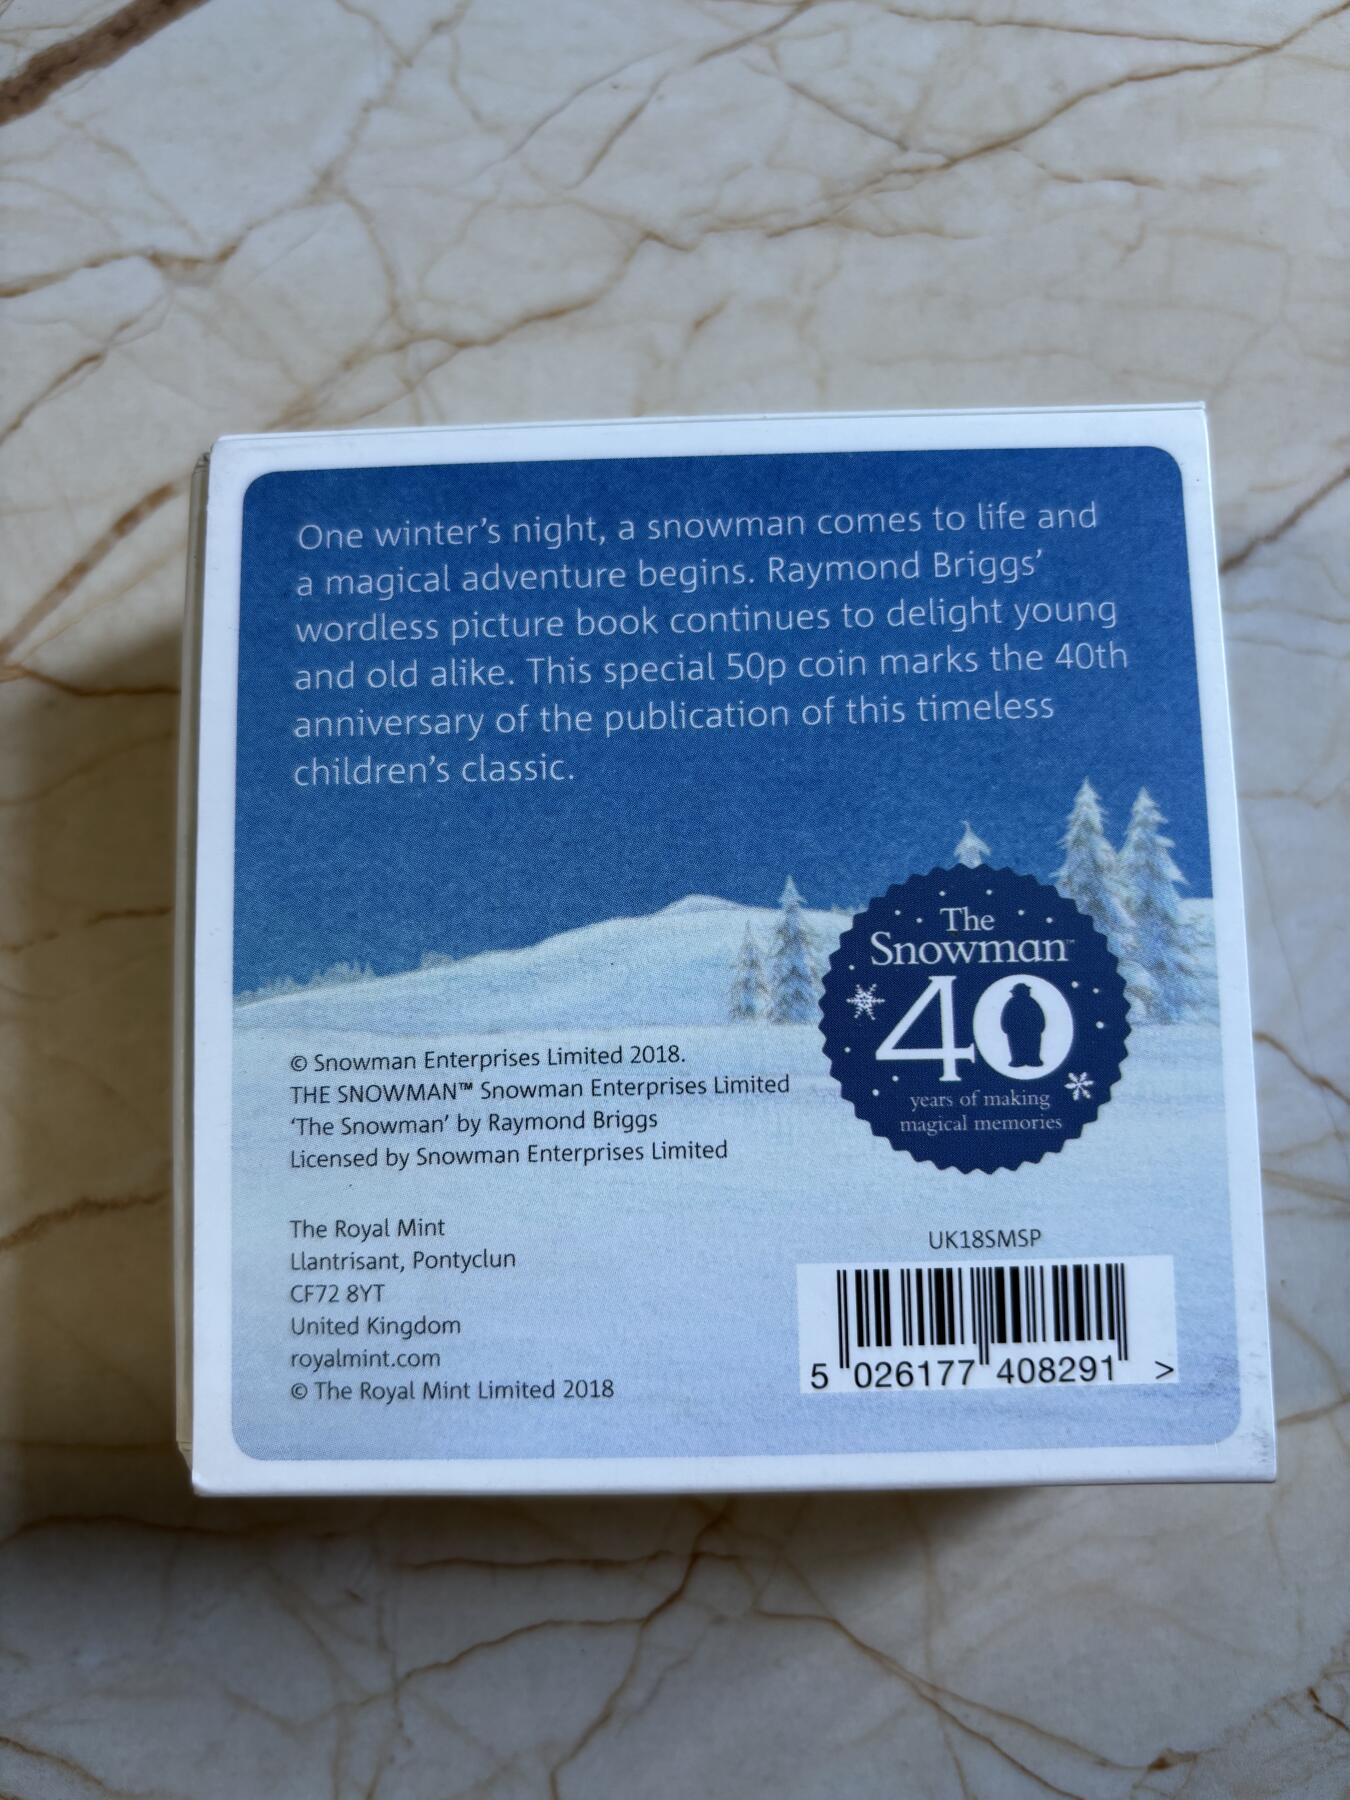 One winter's night, a snowman comes to life and
a magical adventure begins. Raymond Briggs'
wordless picture book continues to delight young
and old alike. This special 50p coin marks the 40th
anniversary of the publication of this timeless
children's classic.
The
Snowman™
40
years of making
magical memories
© Snowman Enterprises Limited 2018.
THE SNOWMAN™ Snowman Enterprises Limited
'The Snowman' by Raymond Briggs
Licensed by Snowman Enterprises Limited
The Royal Mint
Llantrisant, Pontyclun
CF72 8YT
United Kingdom
royalmint.com
© The Royal Mint Limited 2018
UK18SMSP
5 026177 408291 >